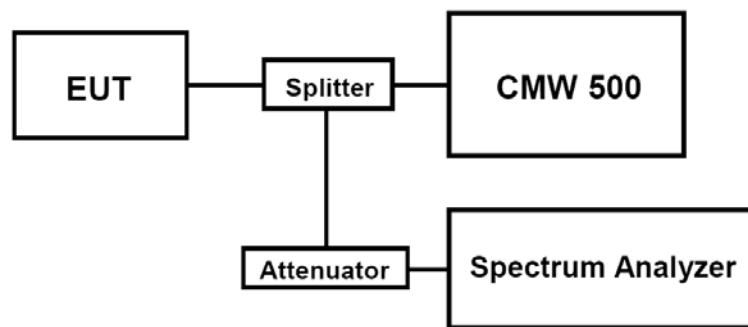 EUT
Splitter
CMW 500
Attenuator
Spectrum Analyzer